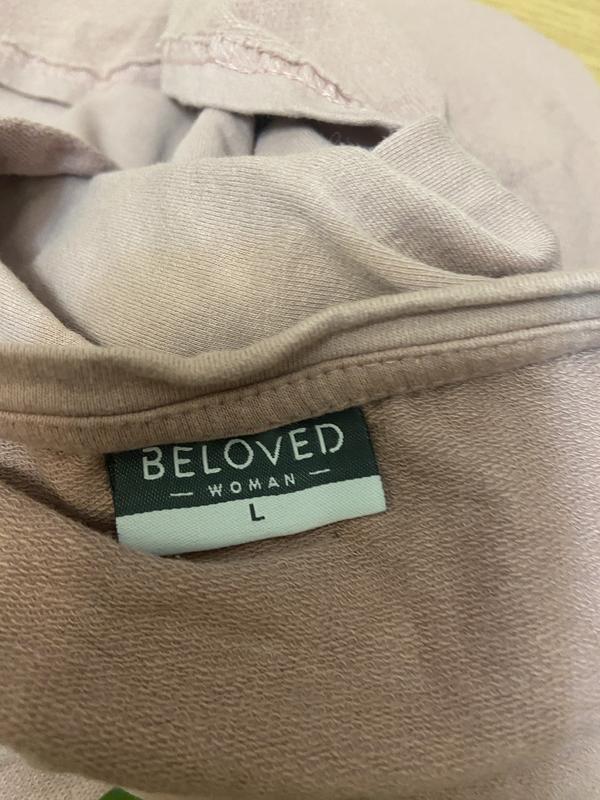 BELOVED
— WOMAN —
L